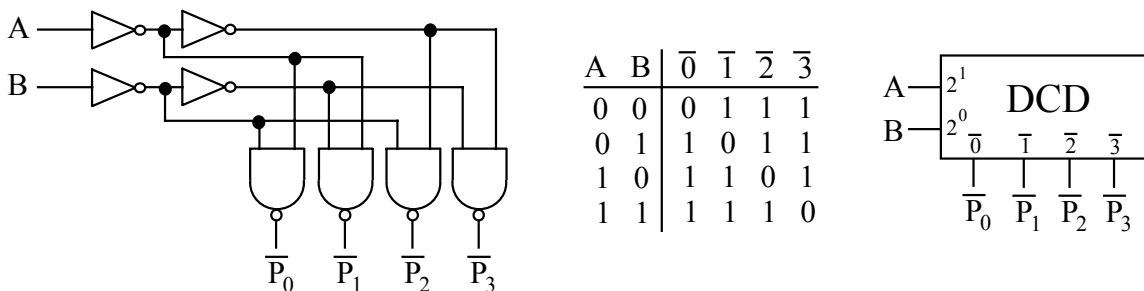 A
B
P̅₀ P̅₁ P̅₂ P̅₃
A B 0̅ 1̅ 2̅ 3̅
0 0 0 1 1 1
0 1 1 0 1 1
1 0 1 1 0 1
1 1 1 1 1 0
A 2¹ DCD
B 2⁰
0̅ 1̅ 2̅ 3̅
P̅₀ P̅₁ P̅₂ P̅₃